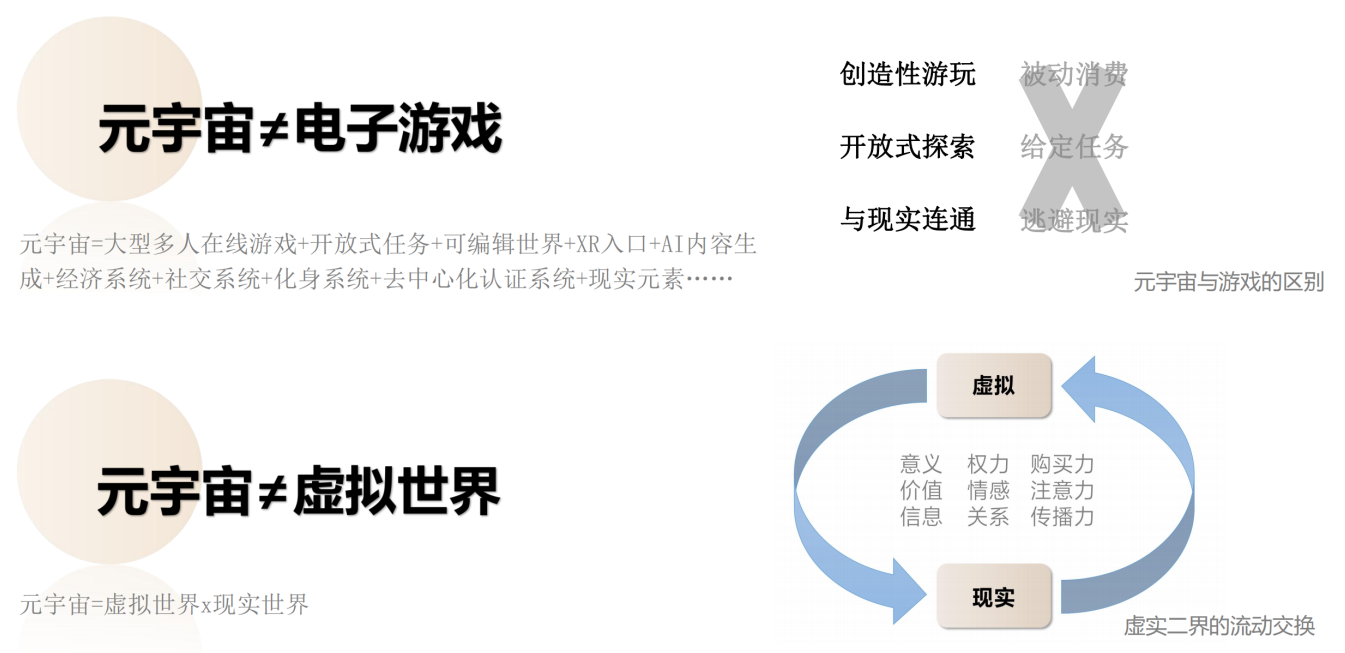 元宇宙≠电子游戏
元宇宙=大型多人在线游戏+开放式任务+可编辑世界+XR入口+AI内容生
成+经济系统+社交系统+化身系统+去中心化认证系统+现实元素……
创造性游玩 被动消费
开放式探索 给定任务
与现实连通 逃避现实
X
元宇宙与游戏的区别
元宇宙≠虚拟世界
元宇宙=虚拟世界x现实世界
虚拟
意义 权力 购买力
价值 情感 注意力
信息 关系 传播力
现实
虚实二界的流动交换